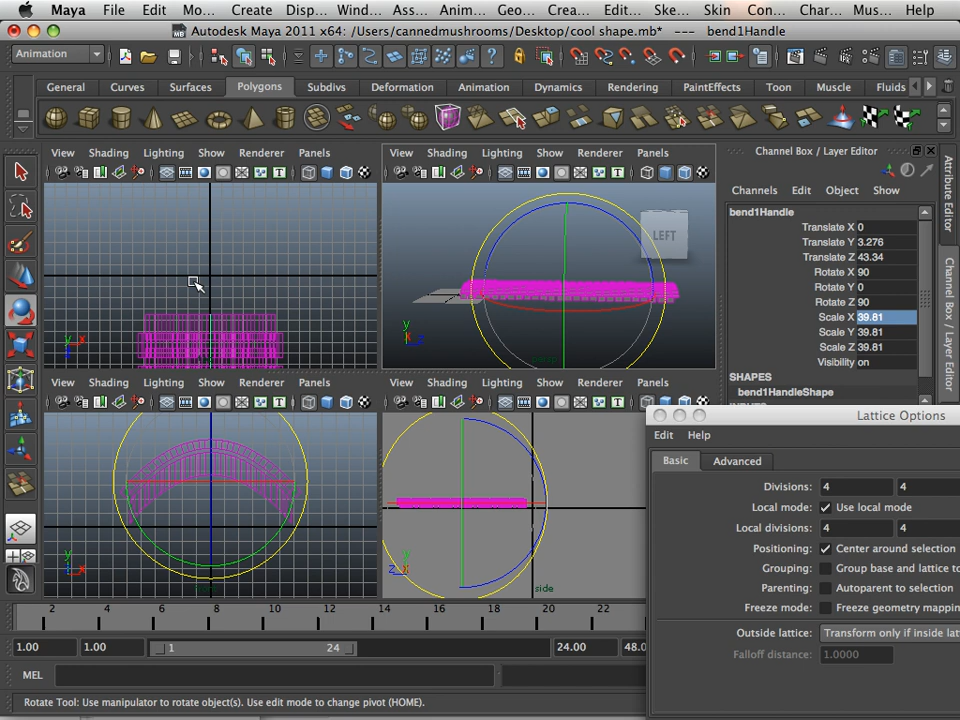 Maya File Edit Mo... Create Disp... Wind... Ass... Anim... Geo... Crea... Edit... Ske... Skin Con... Char... Mus... Help
Autodesk Maya 2011 x64: /Users/cannedmushrooms/Desktop/cool shape.mb* --- bend1Handle
Animation
General Curves Surfaces Polygons Subdivs Deformation Animation Dynamics Rendering PaintEffects Toon Muscle Fluids
View Shading Lighting Show Renderer Panels
View Shading Lighting Show Renderer Panels
Channel Box / Layer Editor
Channels Edit Object Show
bend1Handle
Translate X 0
Translate Y 3.276
Translate Z 43.34
Rotate X 90
Rotate Y 0
Rotate Z 90
Scale X 39.81
Scale Y 39.81
Scale Z 39.81
Visibility on
SHAPES
bend1HandleShape
Attribute Editor
Channel Box / Layer Editor
LEFT
persp
View Shading Lighting Show Renderer Panels
View Shading Lighting Show Renderer Panels
side
Lattice Options
Edit Help
Basic Advanced
Divisions: 4 4
Local mode: Use local mode
Local divisions: 4 4
Positioning: Center around selection
Grouping: Group base and lattice to
Parenting: Autoparent to selection
Freeze mode: Freeze geometry mapping
Outside lattice: Transform only if inside lat
Falloff distance: 1.0000
2 4 6 8 10 12 14 16 18 20 22
1.00 1.00 1 24 24.00 48.0
MEL
Rotate Tool: Use manipulator to rotate object(s). Use edit mode to change pivot (HOME).